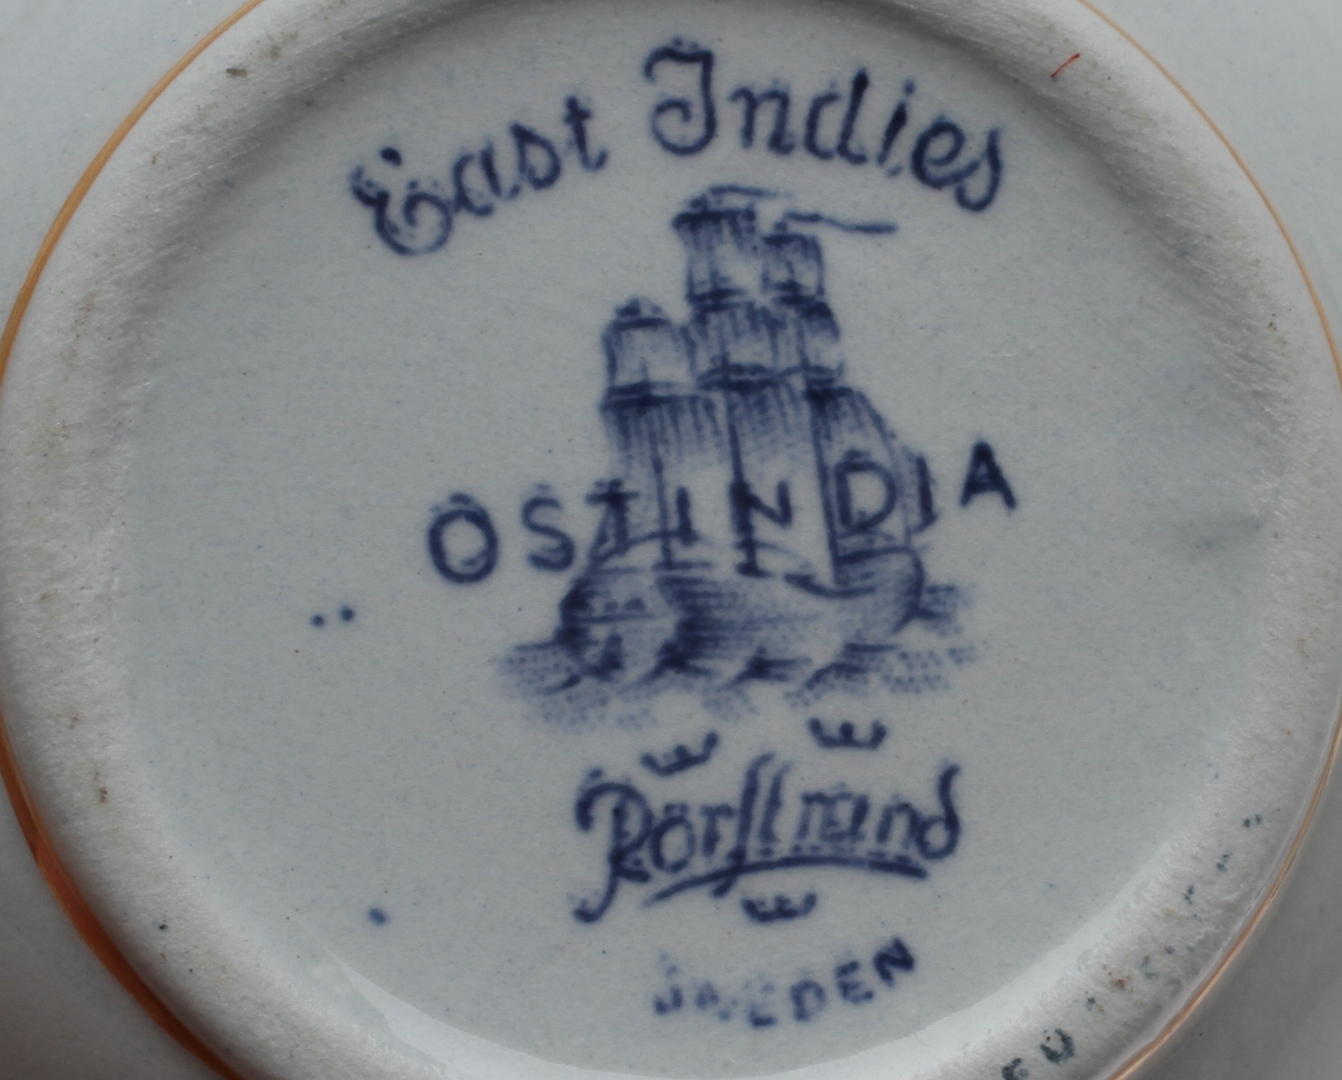 East Indies
OSTINDIA
Rörstrand
SWEDEN